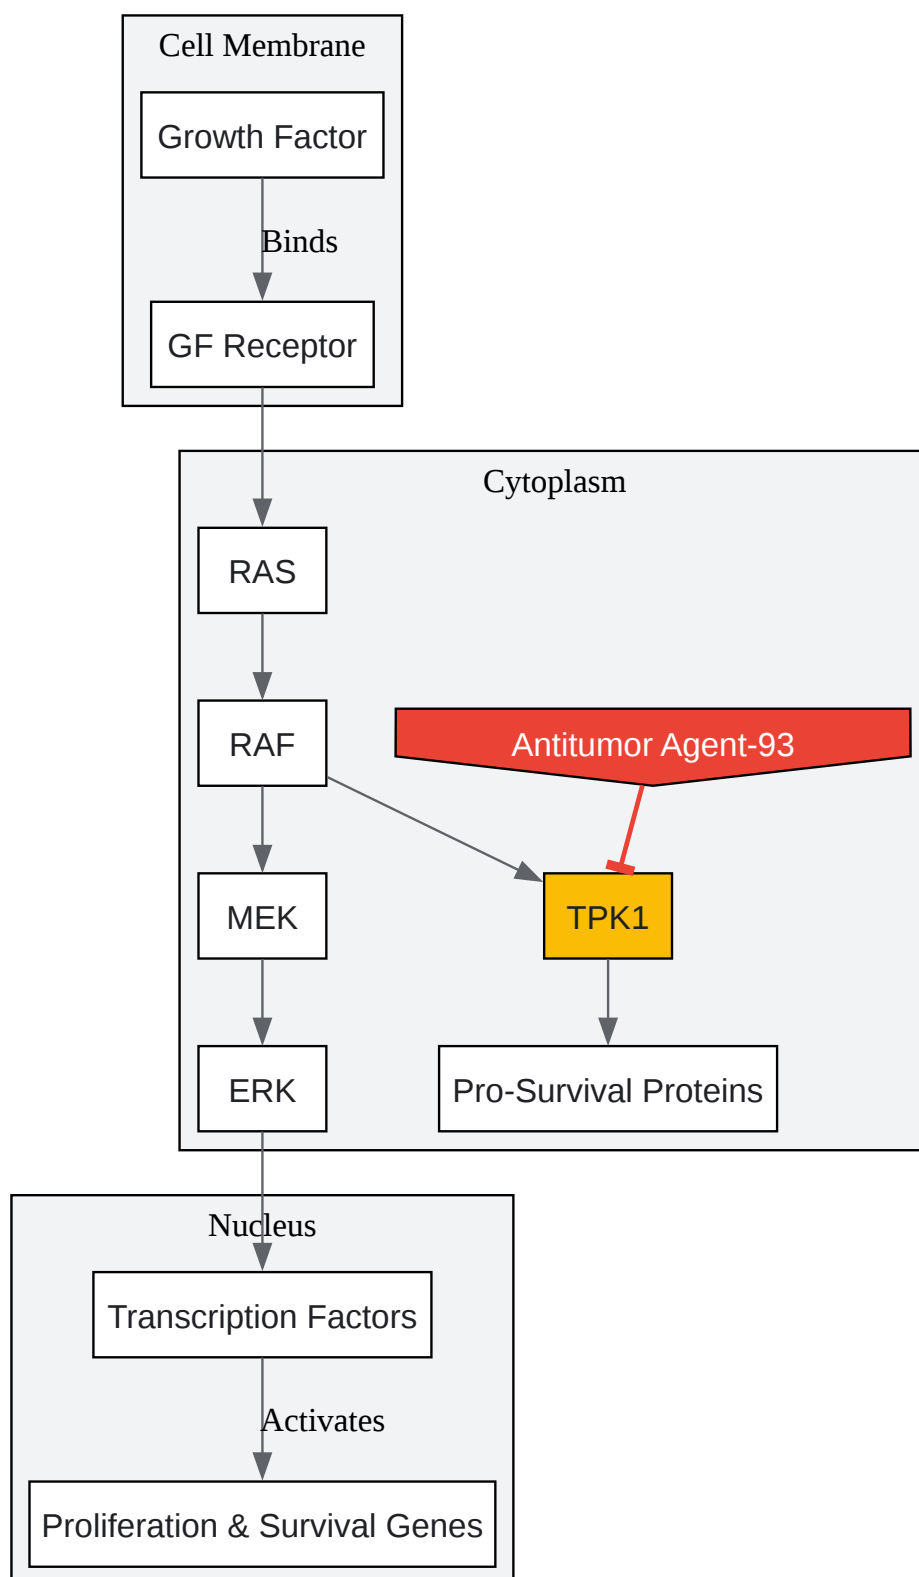 Cell Membrane
Growth Factor
Binds
GF Receptor
Cytoplasm
RAS
RAF
Antitumor Agent-93
MEK
TPK1
ERK
Pro-Survival Proteins
Nucleus
Transcription Factors
Activates
Proliferation & Survival Genes